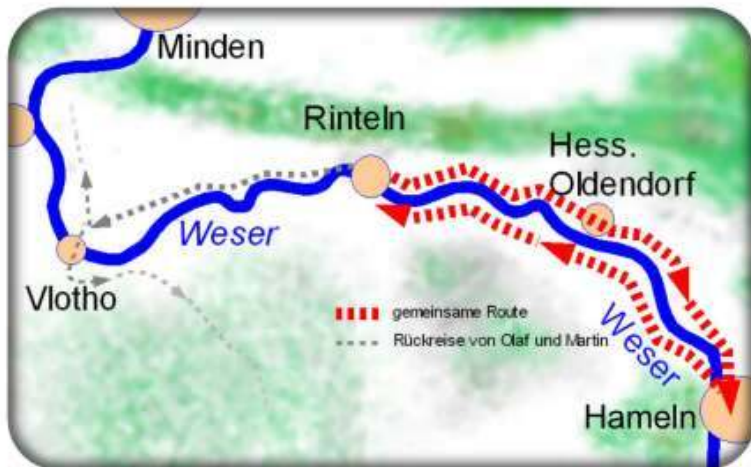 Minden
Rinteln
Hess.
Oldendorf
Weser
Vlotho
gemeinsame Route
Rückreise von Olaf und Martin
Weser
Hameln